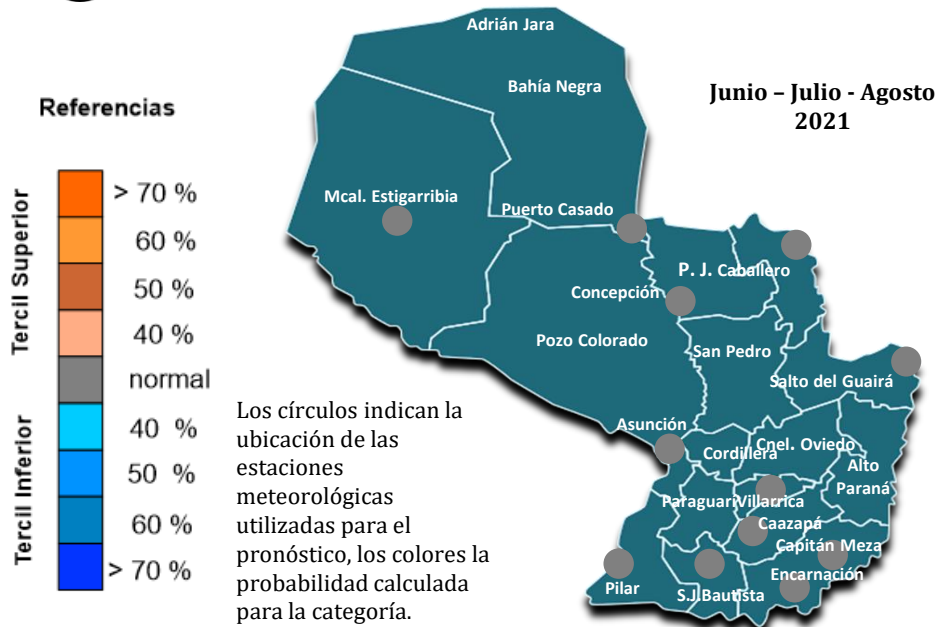 Referencias
Tercil Superior
Tercil Inferior
> 70 %
60 %
50 %
40 %
normal
40 %
50 %
60 %
> 70 %
Los círculos indican la
ubicación de las
estaciones
meteorológicas
utilizadas para el
pronóstico, los colores la
probabilidad calculada
para la categoría.
Junio – Julio - Agosto
2021
Adrián Jara
Bahía Negra
Mcal. Estigarribia
Puerto Casado
P. J. Caballero
Concepción
Pozo Colorado
San Pedro
Salto del Guairá
Asunción
Cordillera
Cnel. Oviedo
Alto
Paraná
Paraguarí
Villarrica
Caazapá
Capitán Meza
Encarnación
Pilar
S.J.Bautista